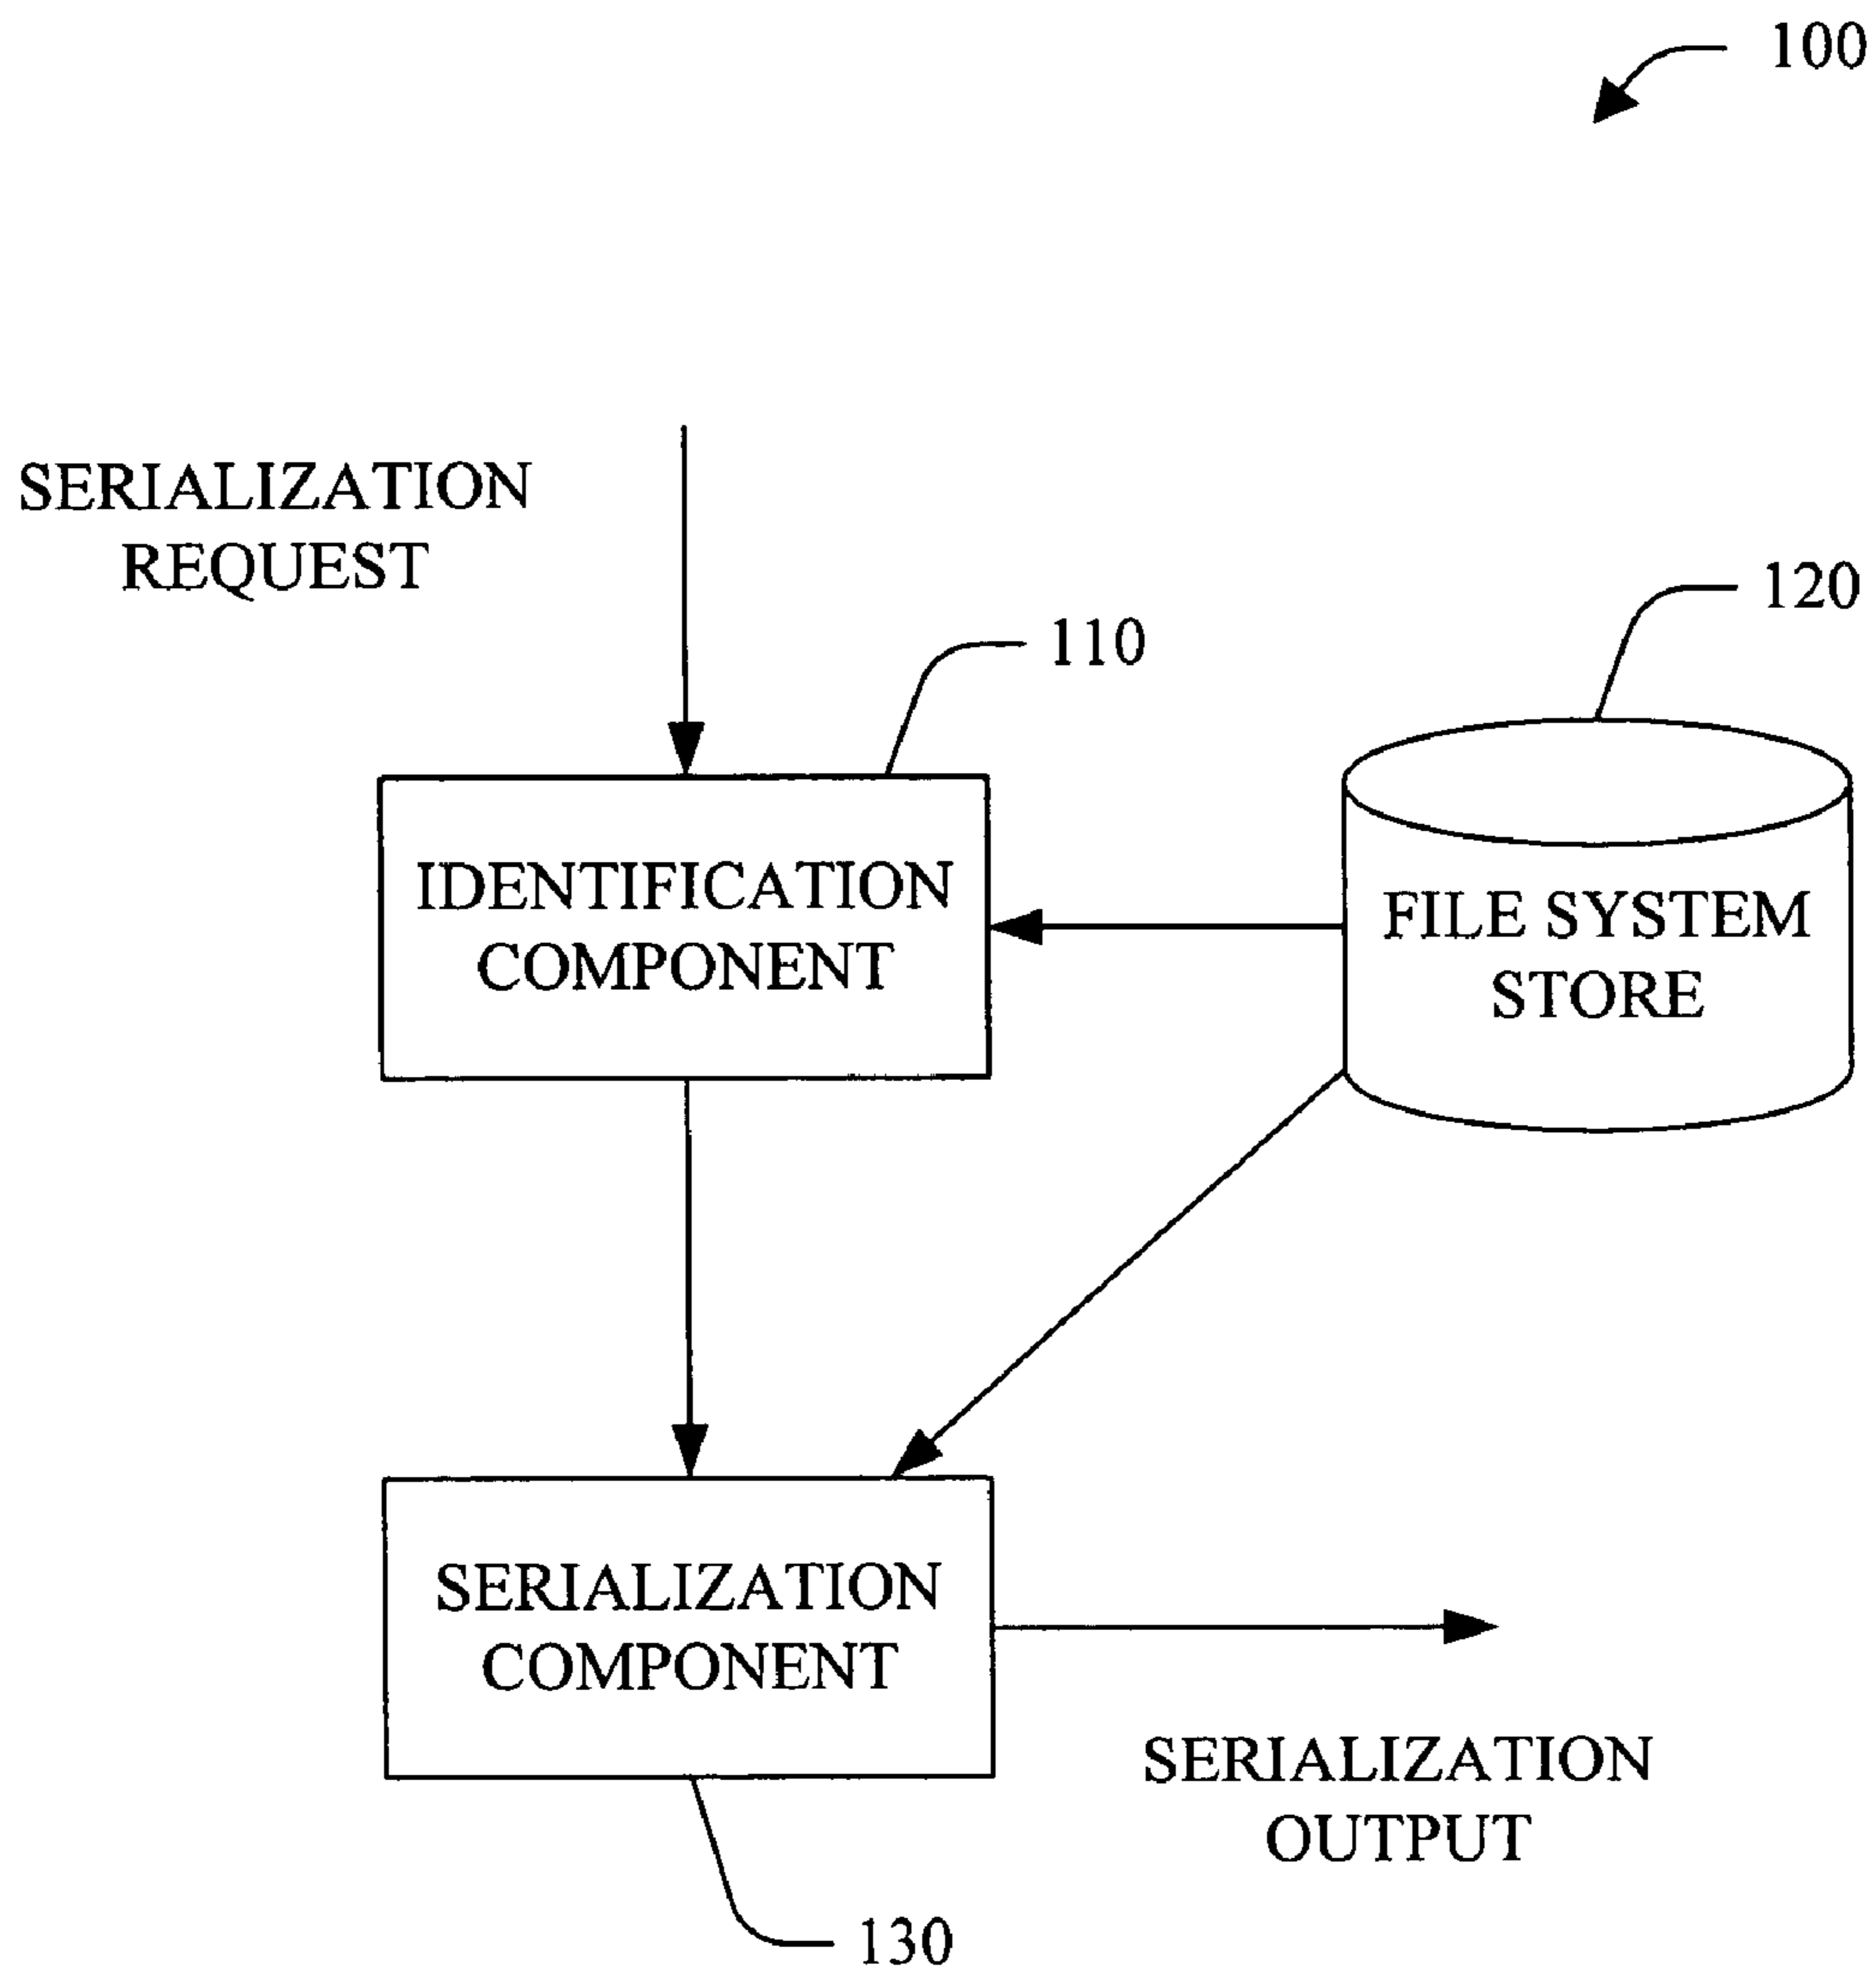 100
SERIALIZATION
REQUEST
120
110
IDENTIFICATION
COMPONENT
FILE SYSTEM
STORE
SERIALIZATION
COMPONENT
SERIALIZATION
OUTPUT
130